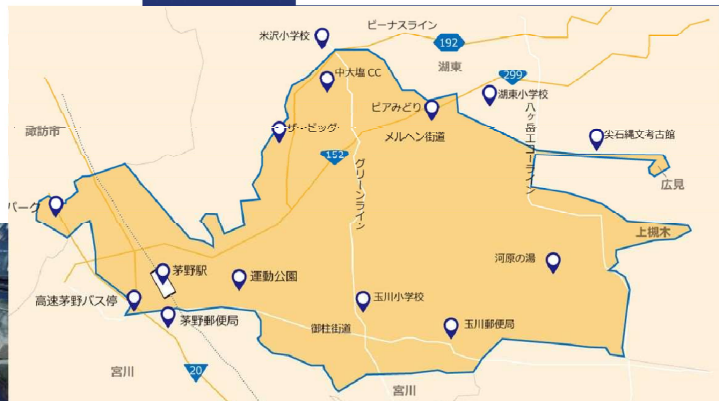 ビーナスライン
米沢小学校
192
湖東
中大塩 CC
299
湖東小学校
ピアみどり
ザ・ビッグ
メルヘン街道
八ヶ岳エコーライン
諏訪市
尖石縄文考古館
152
グリーンライン
広見
パーク
上槻木
河原の湯
茅野駅
運動公園
高速茅野バス停
玉川小学校
茅野郵便局
玉川郵便局
御柱街道
20
宮川
宮川